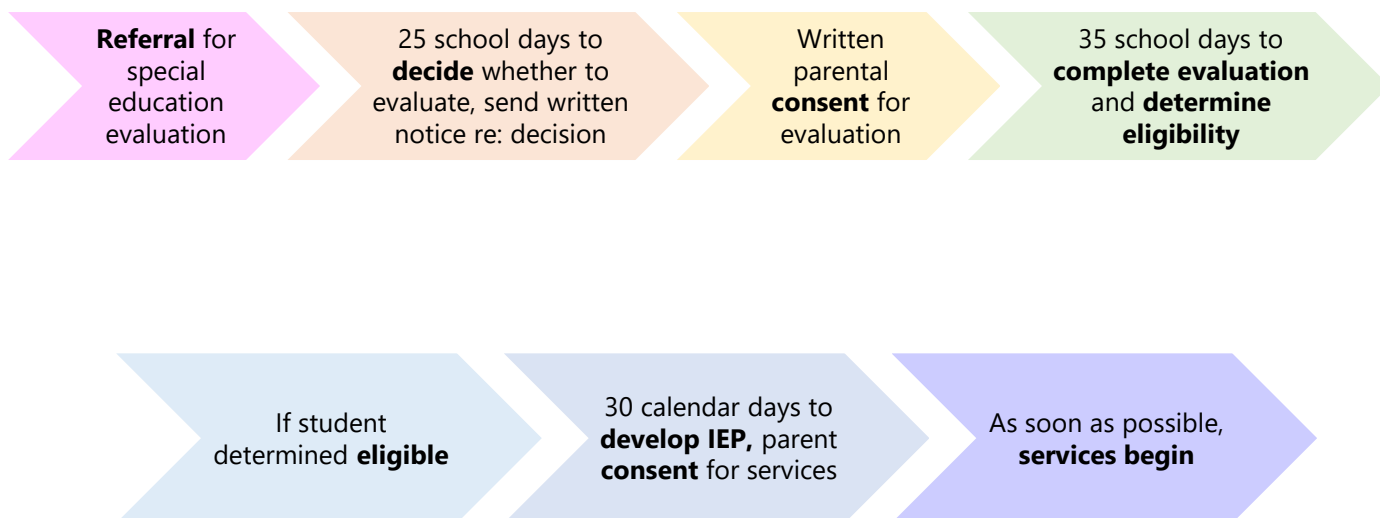 Referral for
special
education
evaluation
25 school days to
decide whether to
evaluate, send written
notice re: decision
Written
parental
consent for
evaluation
35 school days to
complete evaluation
and determine
eligibility
If student
determined eligible
30 calendar days to
develop IEP, parent
consent for services
As soon as possible,
services begin